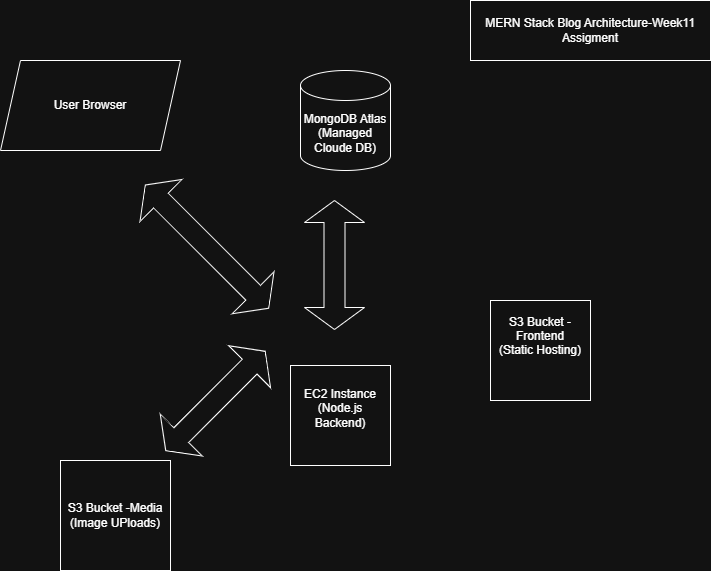 MERN Stack Blog Architecture-Week11
Assigment
User Browser
MongoDB Atlas
(Managed
Cloude DB)
S3 Bucket -
Frontend
(Static Hosting)
EC2 Instance
(Node.js
Backend)
S3 Bucket -Media
(Image UPloads)